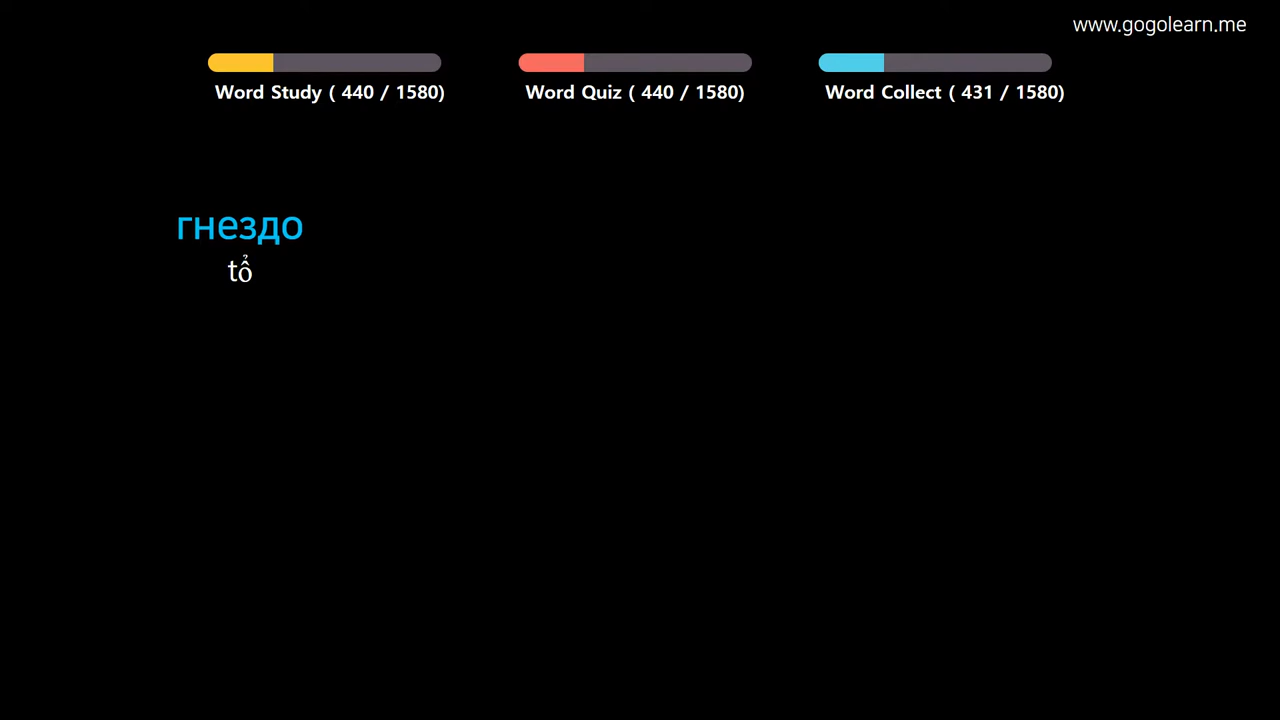 www.gogolearn.me
Word Study ( 440 / 1580)
Word Quiz ( 440 / 1580)
Word Collect ( 431 / 1580)
гнездо
tổ